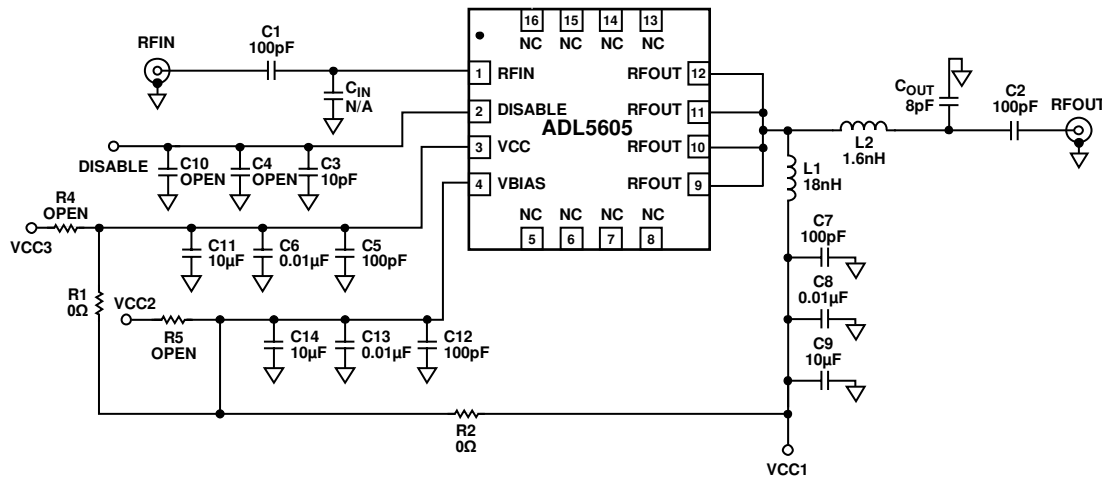 16 15 14 13
NC NC NC NC
RFIN
C1
100pF
1 RFIN
RFOUT 12
CIN
N/A
COUT
8pF
C2
100pF
RFOUT
2 DISABLE
RFOUT 11
ADL5605
L2
1.6nH
DISABLE
3 VCC
RFOUT 10
C10
OPEN
C4
OPEN
C3
10pF
4 VBIAS
RFOUT 9
L1
18nH
R4
OPEN
VCC3
NC NC NC NC
5 6 7 8
C11
10µF
C6
0.01µF
C5
100pF
C7
100pF
R1
0Ω
VCC2
R5
OPEN
C8
0.01µF
C14
10µF
C13
0.01µF
C12
100pF
C9
10µF
R2
0Ω
VCC1